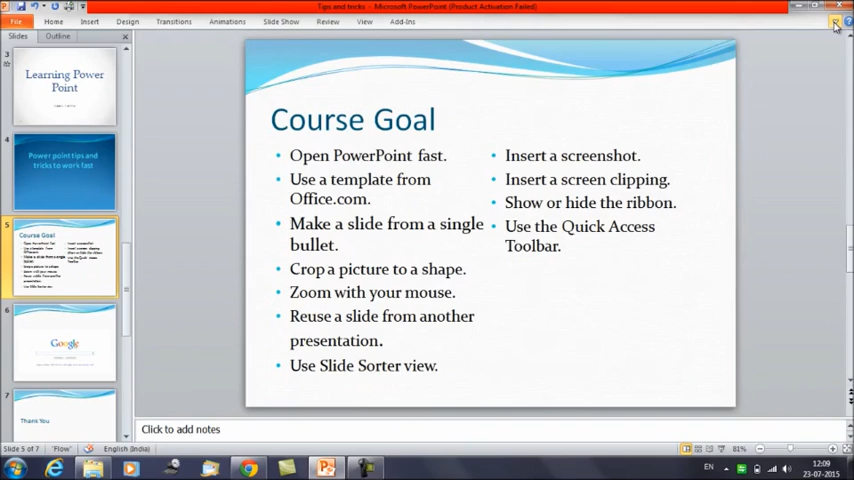 Tips and tricks - Microsoft PowerPoint (Product Activation Failed)
File Home Insert Design Transitions Animations Slide Show Review View Add-Ins
Slides Outline
3
Learning Power
Point
4
Power point tips and
tricks to work fast
5
Course Goal
6
Google
7
Thank You
Course Goal
• Open PowerPoint fast.
• Use a template from
Office.com.
• Make a slide from a single
bullet.
• Crop a picture to a shape.
• Zoom with your mouse.
• Reuse a slide from another
presentation.
• Use Slide Sorter view.
• Insert a screenshot.
• Insert a screen clipping.
• Show or hide the ribbon.
• Use the Quick Access
Toolbar.
Click to add notes
Slide 5 of 7 "Flow" English (India) 81%
EN 12:09
23-07-2015